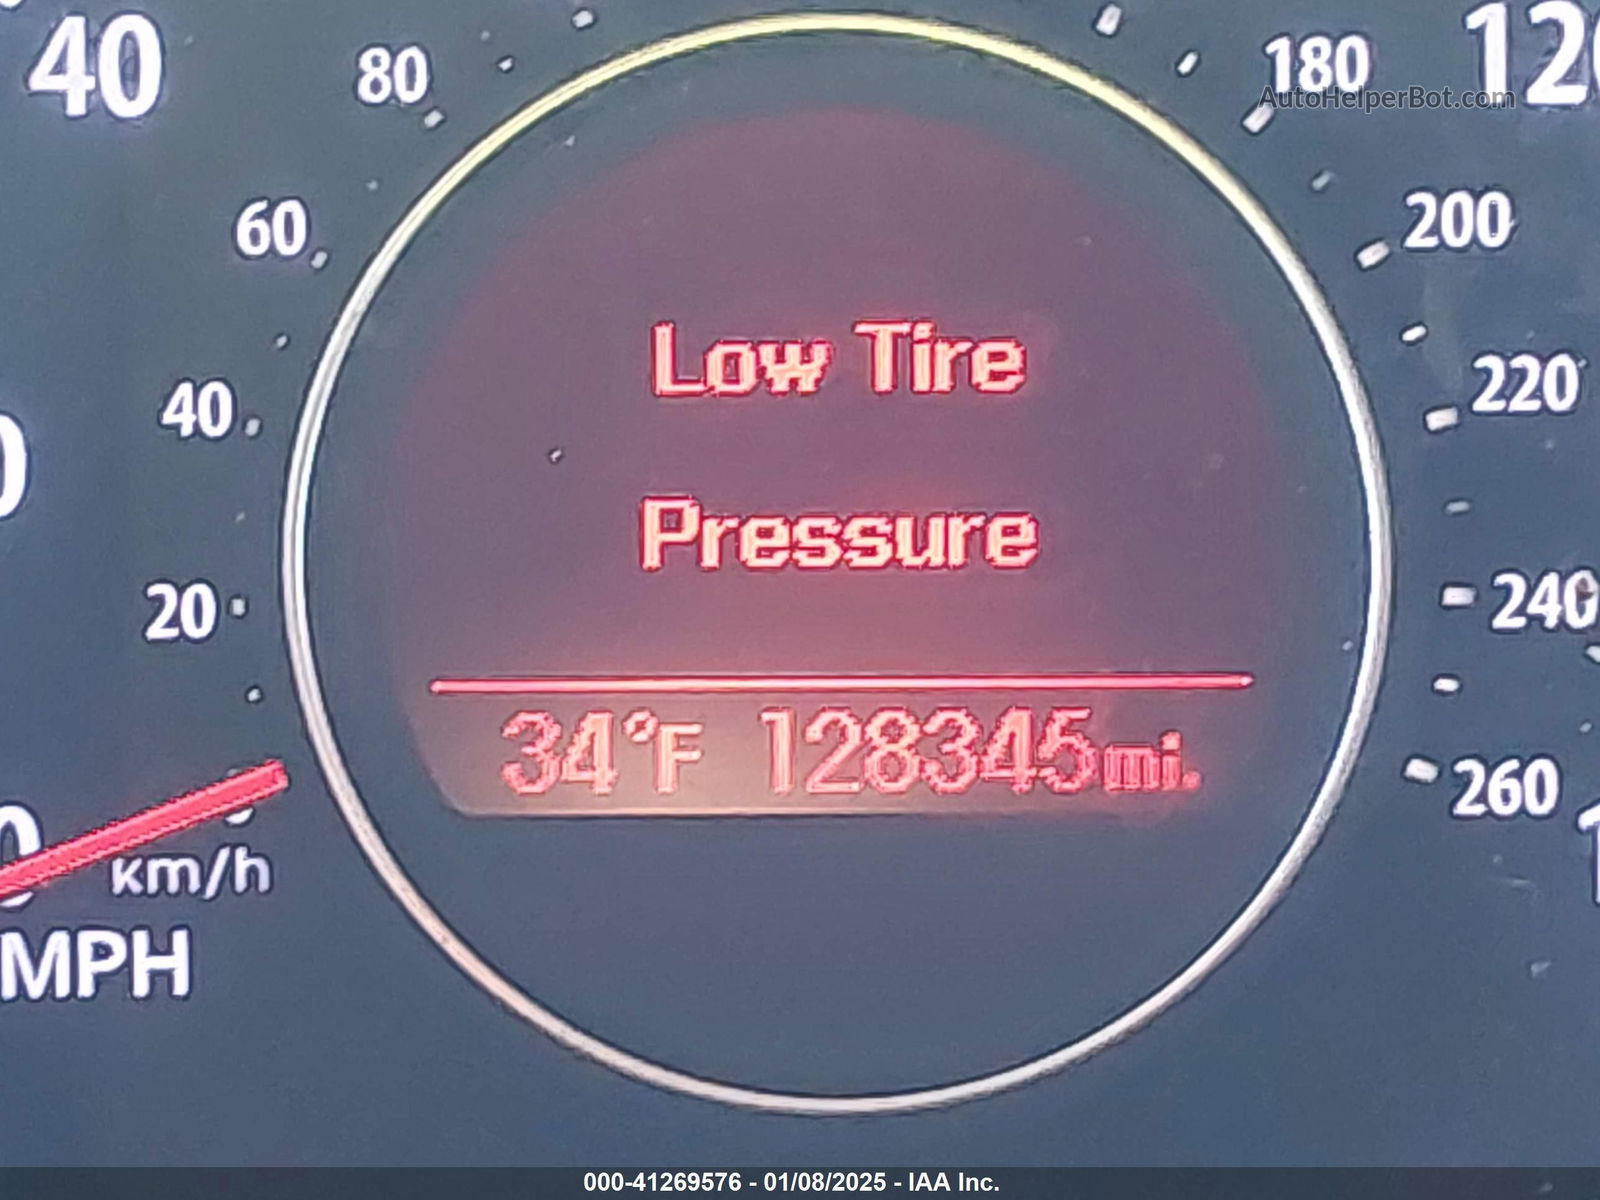 40
80
180
120
AutoHelperBot.com
60
200
Low Tire
40
220
Pressure
20
240
34°F 128345mi.
260
km/h
MPH
000-41269576 - 01/08/2025 - IAA Inc.